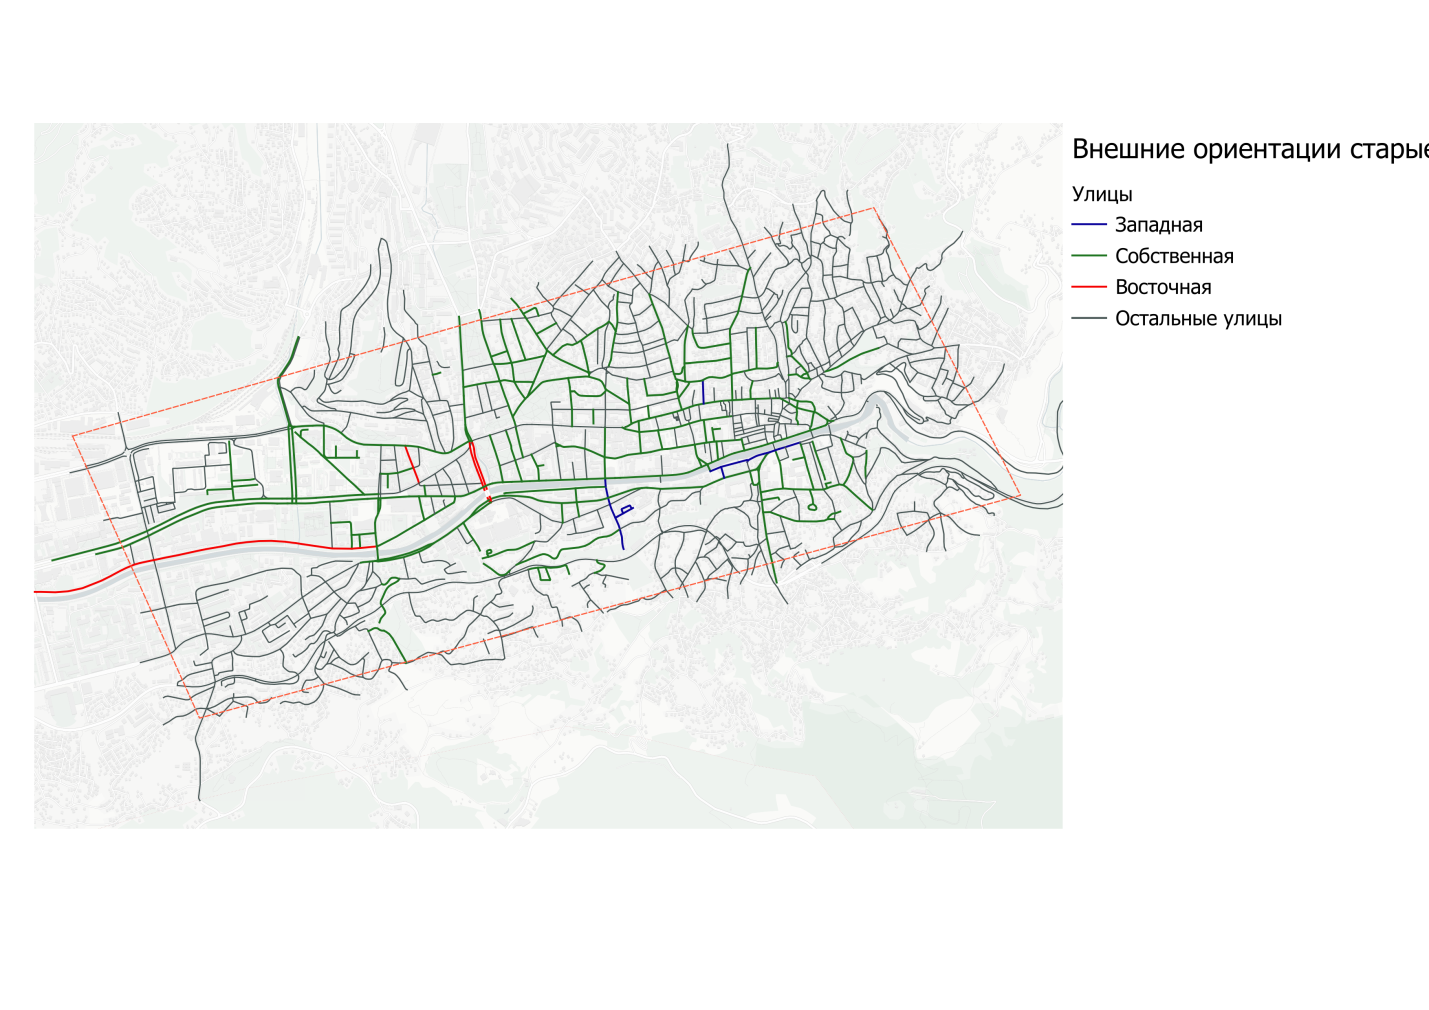 Внешние ориентации старые
Улицы
Западная
Собственная
Восточная
Остальные улицы